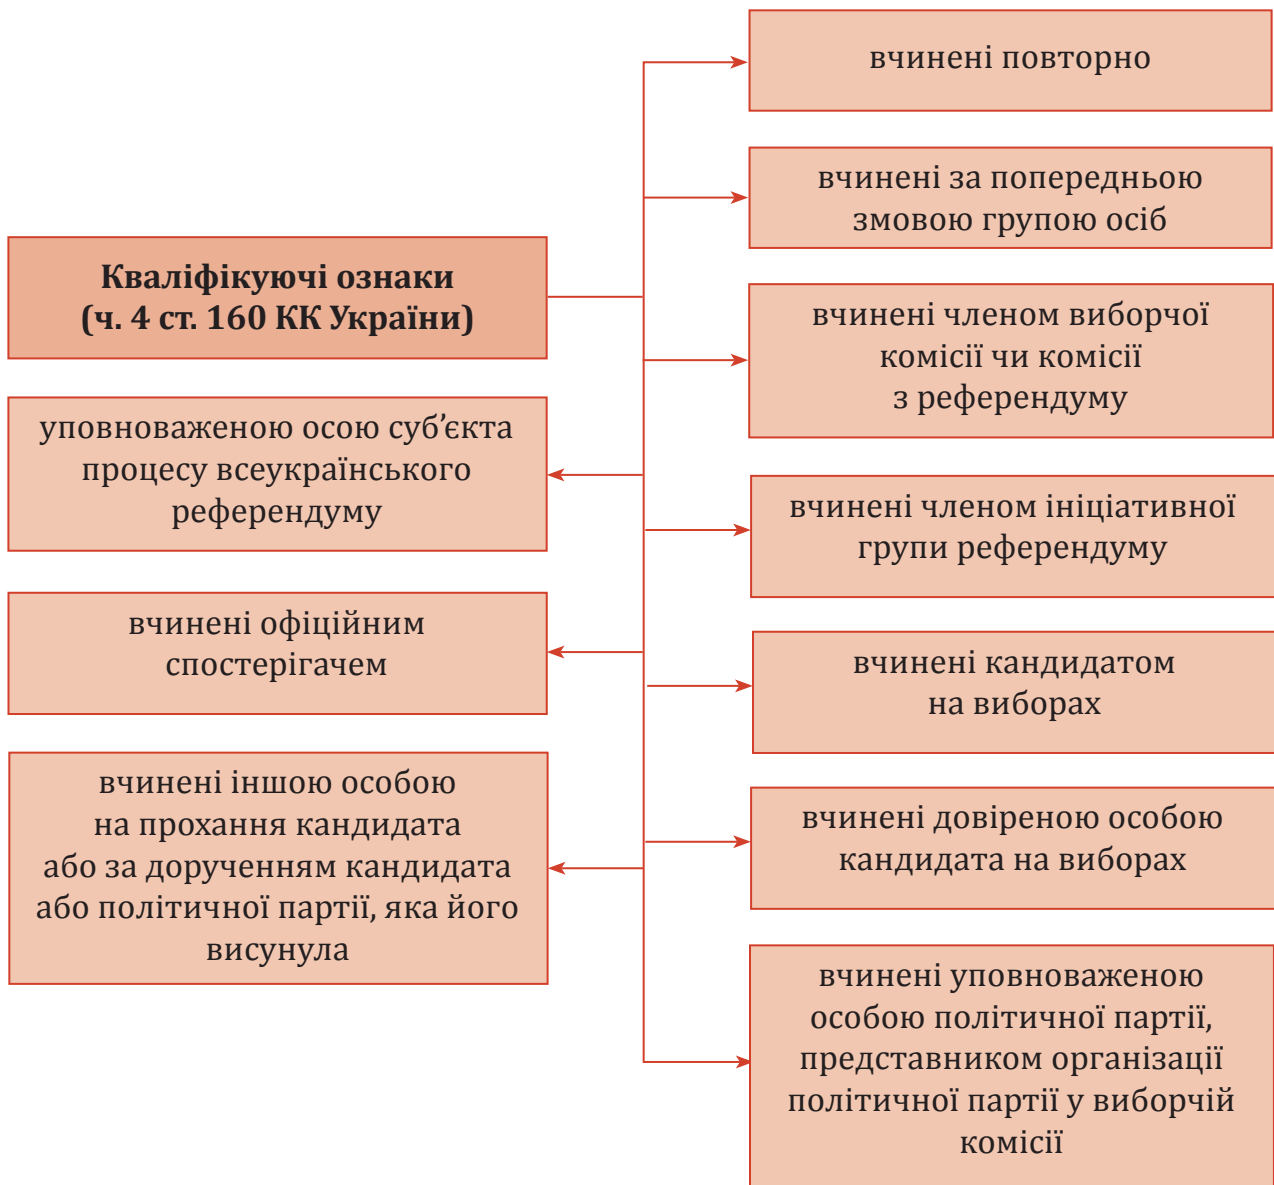 Кваліфікуючі ознаки
(ч. 4 ст. 160 КК України)
вчинені повторно
вчинені за попередньою
змовою групою осіб
вчинені членом виборчої
комісії чи комісії
з референдуму
вчинені членом ініціативної
групи референдуму
вчинені кандидатом
на виборах
вчинені довіреною особою
кандидата на виборах
вчинені уповноваженою
особою політичної партії,
представником організації
політичної партії у виборчій
комісії
уповноваженою осою суб’єкта
процесу всеукраїнського
референдуму
вчинені офіційним
спостерігачем
вчинені іншою особою
на прохання кандидата
або за дорученням кандидата
або політичної партії, яка його
висунула